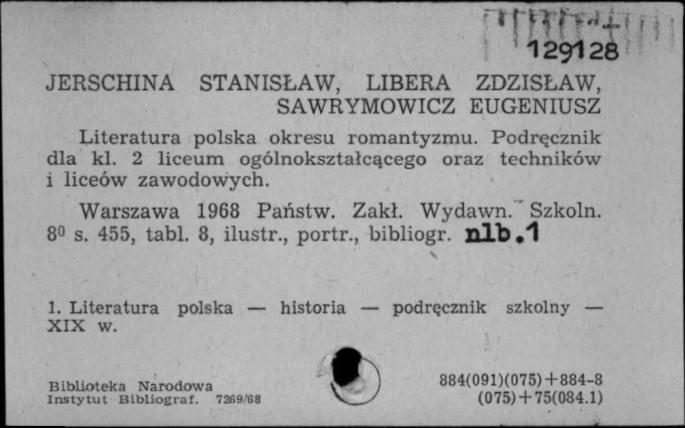 129128
JERSCHINA STANISŁAW, LIBERA ZDZISŁAW,
SAWRYMOWICZ EUGENIUSZ
Literatura polska okresu romantyzmu. Podręcznik
dla kl. 2 liceum ogólnokształcącego oraz techników
i liceów zawodowych.
Warszawa 1968 Państw. Zakł. Wydawn. Szkoln.
8⁰ s. 455, tabl. 8, ilustr., portr., bibliogr. nlb.1
1. Literatura polska — historia — podręcznik szkolny —
XIX w.
Biblioteka Narodowa
Instytut Bibliograf. 7269/68
884(091)(075)+884-8
(075)+75(084.1)